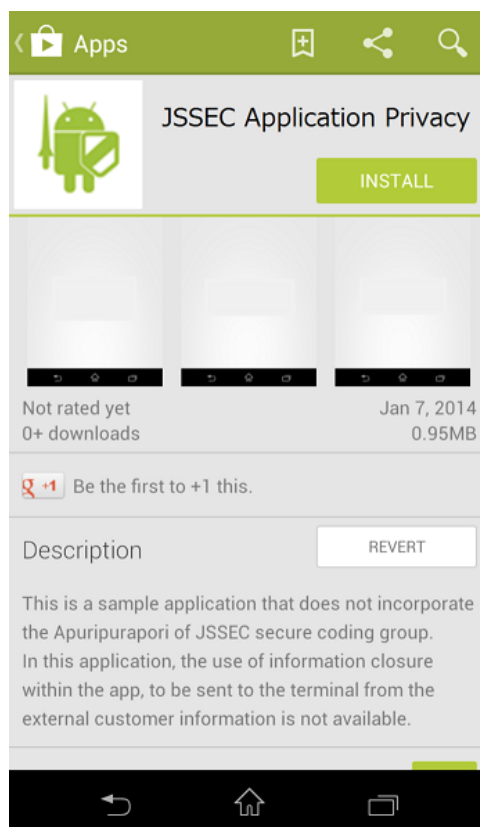 Apps
JSSEC Application Privacy
INSTALL
Not rated yet
Jan 7, 2014
0+ downloads
0.95MB
g +1 Be the first to +1 this.
Description
REVERT
This is a sample application that does not incorporate
the Apuripurapori of JSSEC secure coding group.
In this application, the use of information closure
within the app, to be sent to the terminal from the
external customer information is not available.